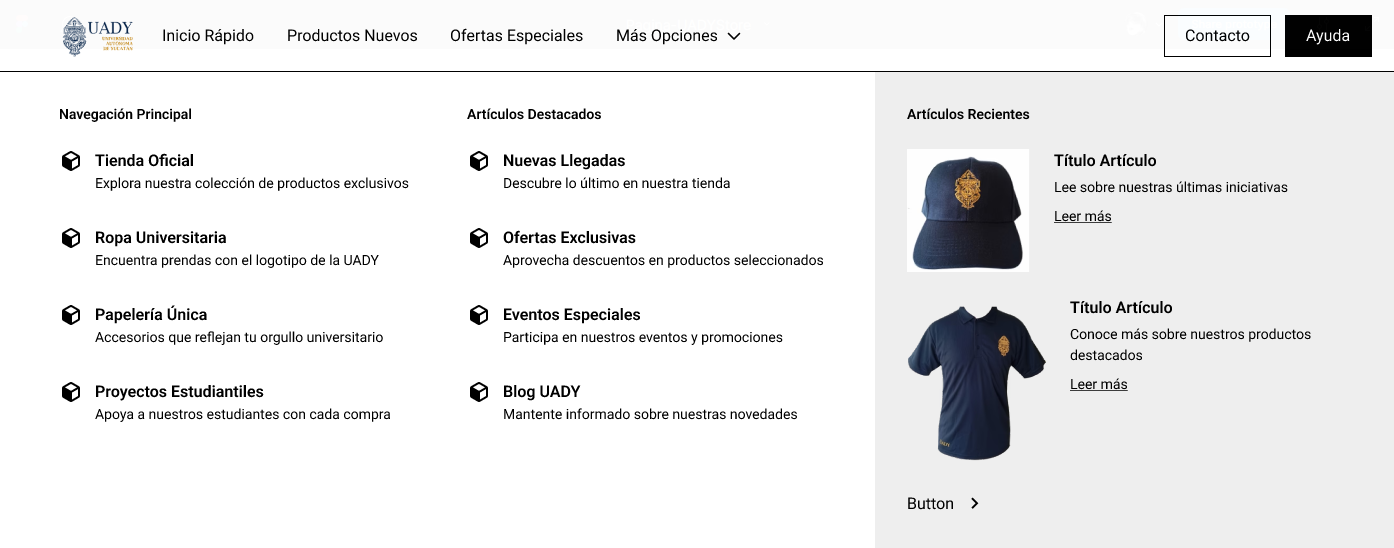 UADY
UNIVERSIDAD
AUTÓNOMA
DE YUCATÁN
Inicio Rápido
Productos Nuevos
Ofertas Especiales
Más Opciones
Contacto
Ayuda
Navegación Principal
Tienda Oficial
Explora nuestra colección de productos exclusivos
Ropa Universitaria
Encuentra prendas con el logotipo de la UADY
Papelería Única
Accesorios que reflejan tu orgullo universitario
Proyectos Estudiantiles
Apoya a nuestros estudiantes con cada compra
Artículos Destacados
Nuevas Llegadas
Descubre lo último en nuestra tienda
Ofertas Exclusivas
Aprovecha descuentos en productos seleccionados
Eventos Especiales
Participa en nuestros eventos y promociones
Blog UADY
Mantente informado sobre nuestras novedades
Artículos Recientes
Título Artículo
Lee sobre nuestras últimas iniciativas
Leer más
Título Artículo
Conoce más sobre nuestros productos
destacados
Leer más
Button